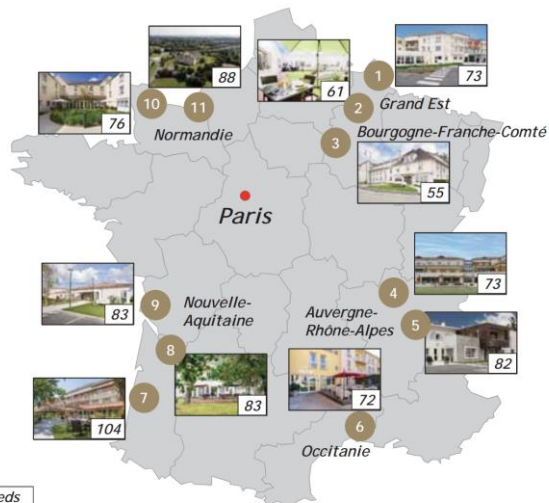 88
1
73
61
10
11
2
Grand Est
76
Normandie
3
Bourgogne-Franche-Comté
55
Paris
4
73
83
9
Nouvelle-
Aquitaine
Auvergne-
Rhône-Alpes
5
8
82
7
83
72
104
6
Occitanie
eds